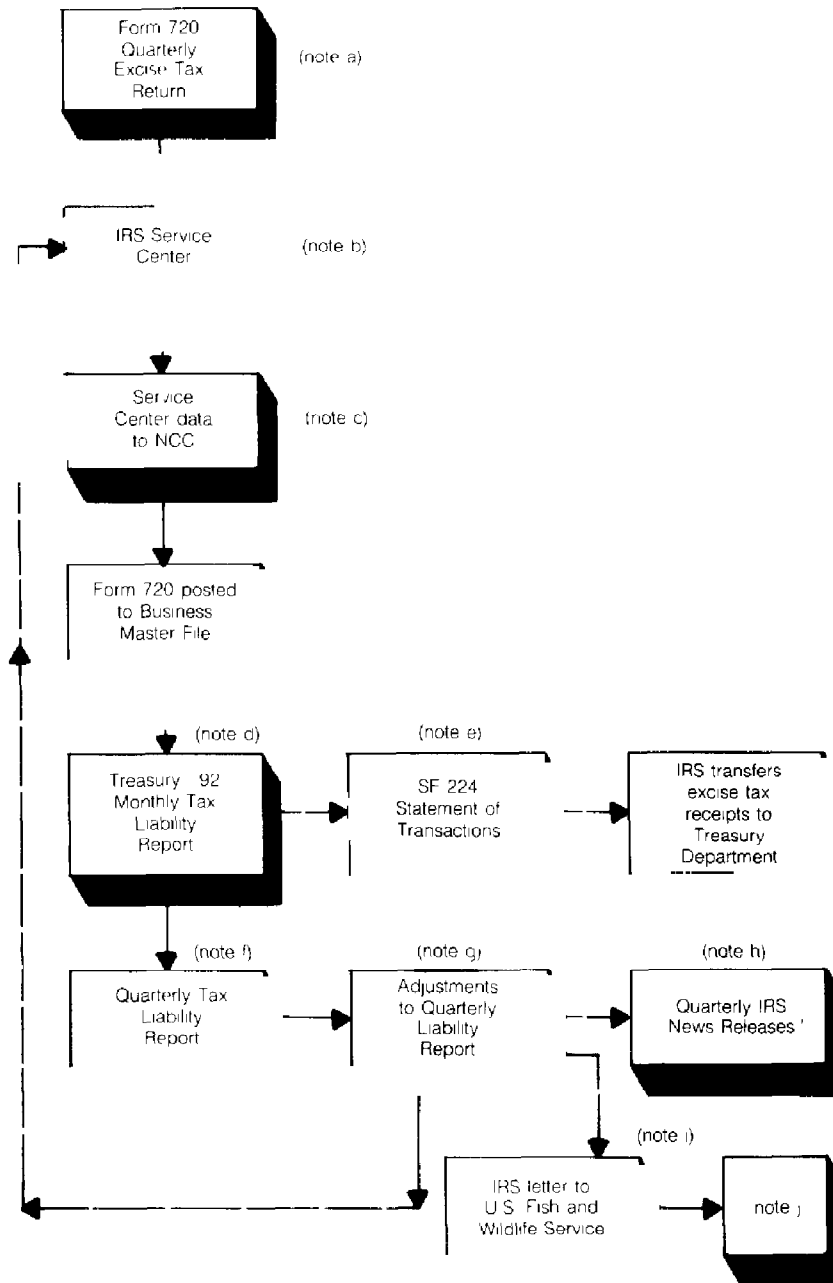 Form 720
Quarterly
Excise Tax
Return
(note a)
IRS Service
Center
(note b)
Service
Center data
to NCC
(note c)
Form 720 posted
to Business
Master File
(note d)
(note e)
Treasury 92
Monthly Tax
Liability
Report
SF 224
Statement of
Transactions
IRS transfers
excise tax
receipts to
Treasury
Department
(note f)
(note g)
(note h)
Quarterly Tax
Liability
Report
Adjustments
to Quarterly
Liability
Report
Quarterly IRS
News Releases
(note i)
IRS letter to
U.S. Fish and
Wildlife Service
note j